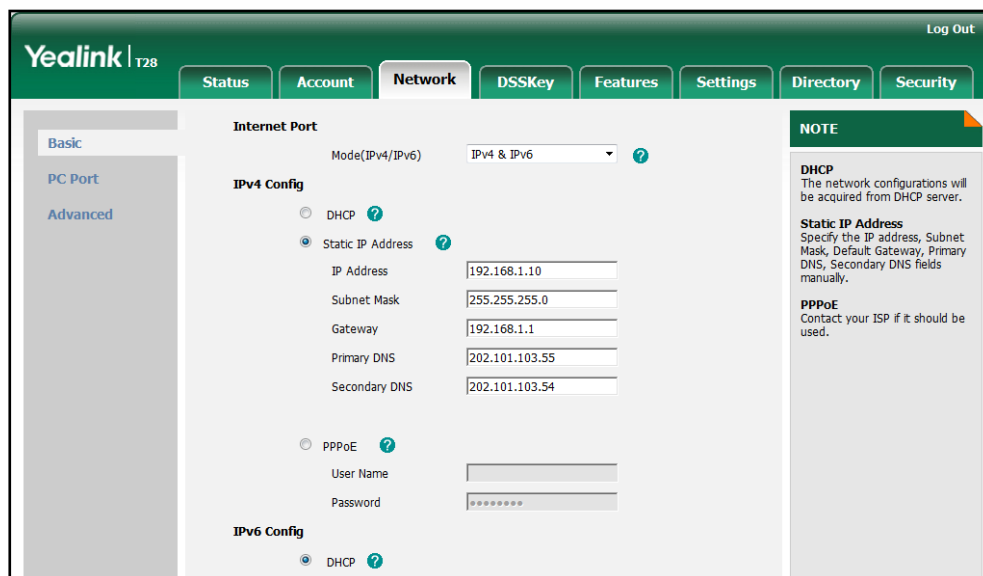 Log Out
Yealink T28
Status Account Network DSSKey Features Settings Directory Security
Basic
PC Port
Advanced
Internet Port
Mode(IPv4/IPv6) IPv4 & IPv6 ?
IPv4 Config
DHCP ?
Static IP Address ?
IP Address 192.168.1.10
Subnet Mask 255.255.255.0
Gateway 192.168.1.1
Primary DNS 202.101.103.55
Secondary DNS 202.101.103.54
PPPoE ?
User Name
Password ••••••••
IPv6 Config
DHCP ?
NOTE
DHCP
The network configurations will
be acquired from DHCP server.
Static IP Address
Specify the IP address, Subnet
Mask, Default Gateway, Primary
DNS, Secondary DNS fields
manually.
PPPoE
Contact your ISP if it should be
used.